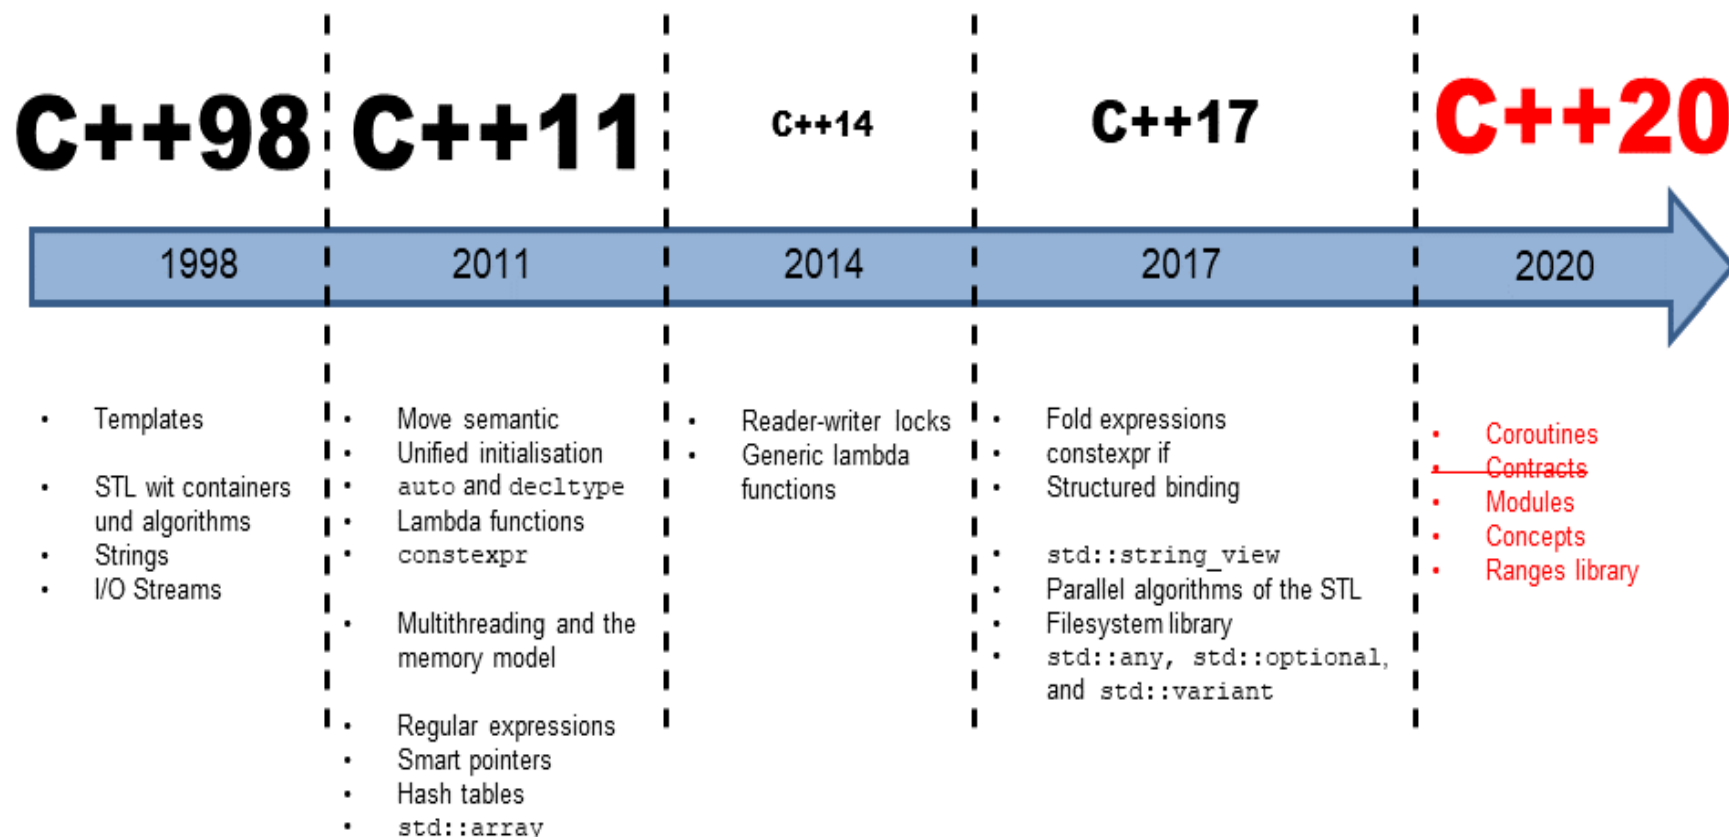 C++98
C++11
C++14
C++17
C++20
1998
2011
2014
2017
2020
• Templates
• STL wit containers
und algorithms
• Strings
• I/O Streams
• Move semantic
• Unified initialisation
• auto and decltype
• Lambda functions
• constexpr
• Multithreading and the
memory model
• Regular expressions
• Smart pointers
• Hash tables
• std::array
• Reader-writer locks
• Generic lambda
functions
• Fold expressions
• constexpr if
• Structured binding
• std::string_view
• Parallel algorithms of the STL
• Filesystem library
• std::any, std::optional,
and std::variant
• Coroutines
• Contracts
• Modules
• Concepts
• Ranges library